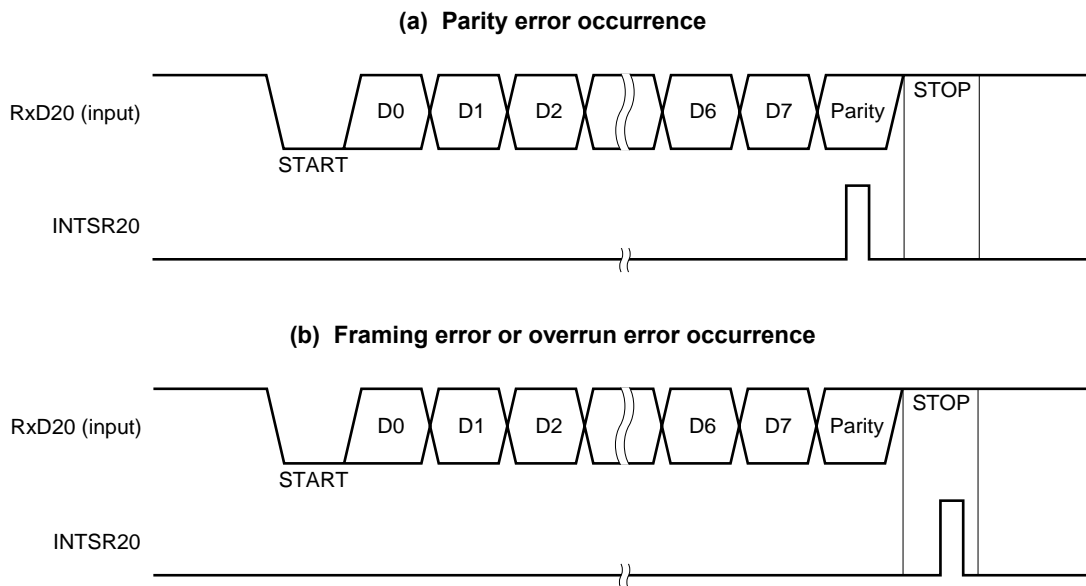 (a) Parity error occurrence
RxD20 (input)
D0 D1 D2 D6 D7 Parity STOP
START
INTSR20
(b) Framing error or overrun error occurrence
RxD20 (input)
D0 D1 D2 D6 D7 Parity STOP
START
INTSR20